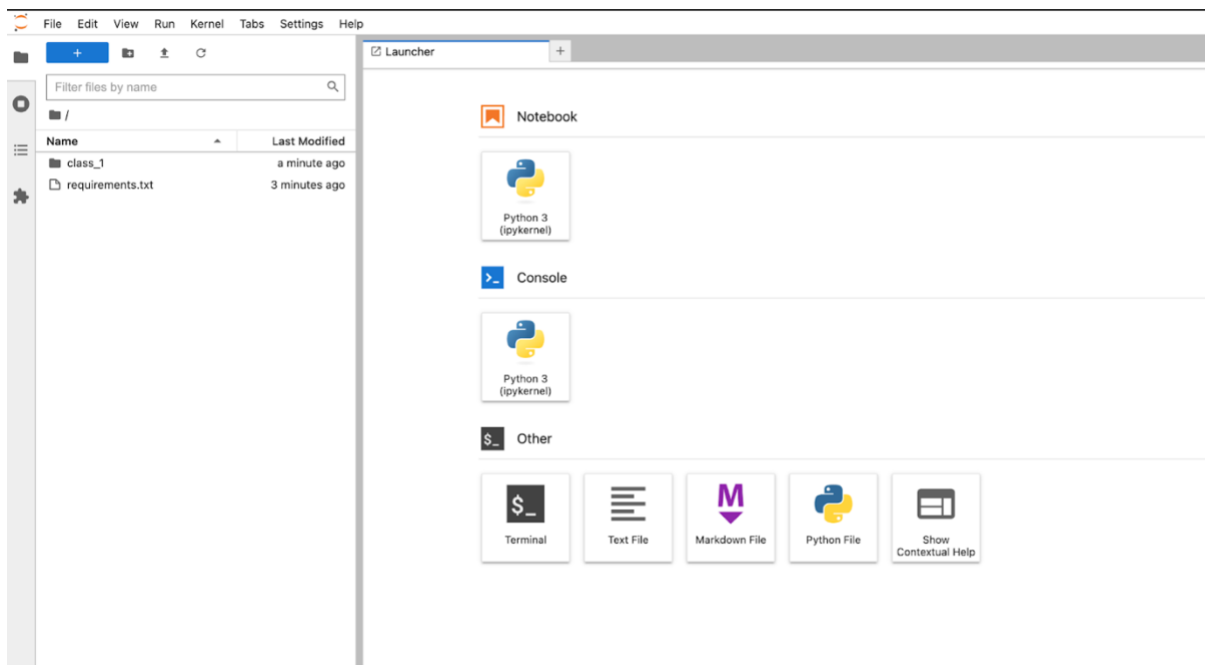 File Edit View Run Kernel Tabs Settings Help
+
Filter files by name
/
Name Last Modified
class_1 a minute ago
requirements.txt 3 minutes ago
Launcher +
Notebook
Python 3
(ipykernel)
>_ Console
Python 3
(ipykernel)
$_ Other
$_
Terminal
Text File
M
Markdown File
Python File
Show
Contextual Help